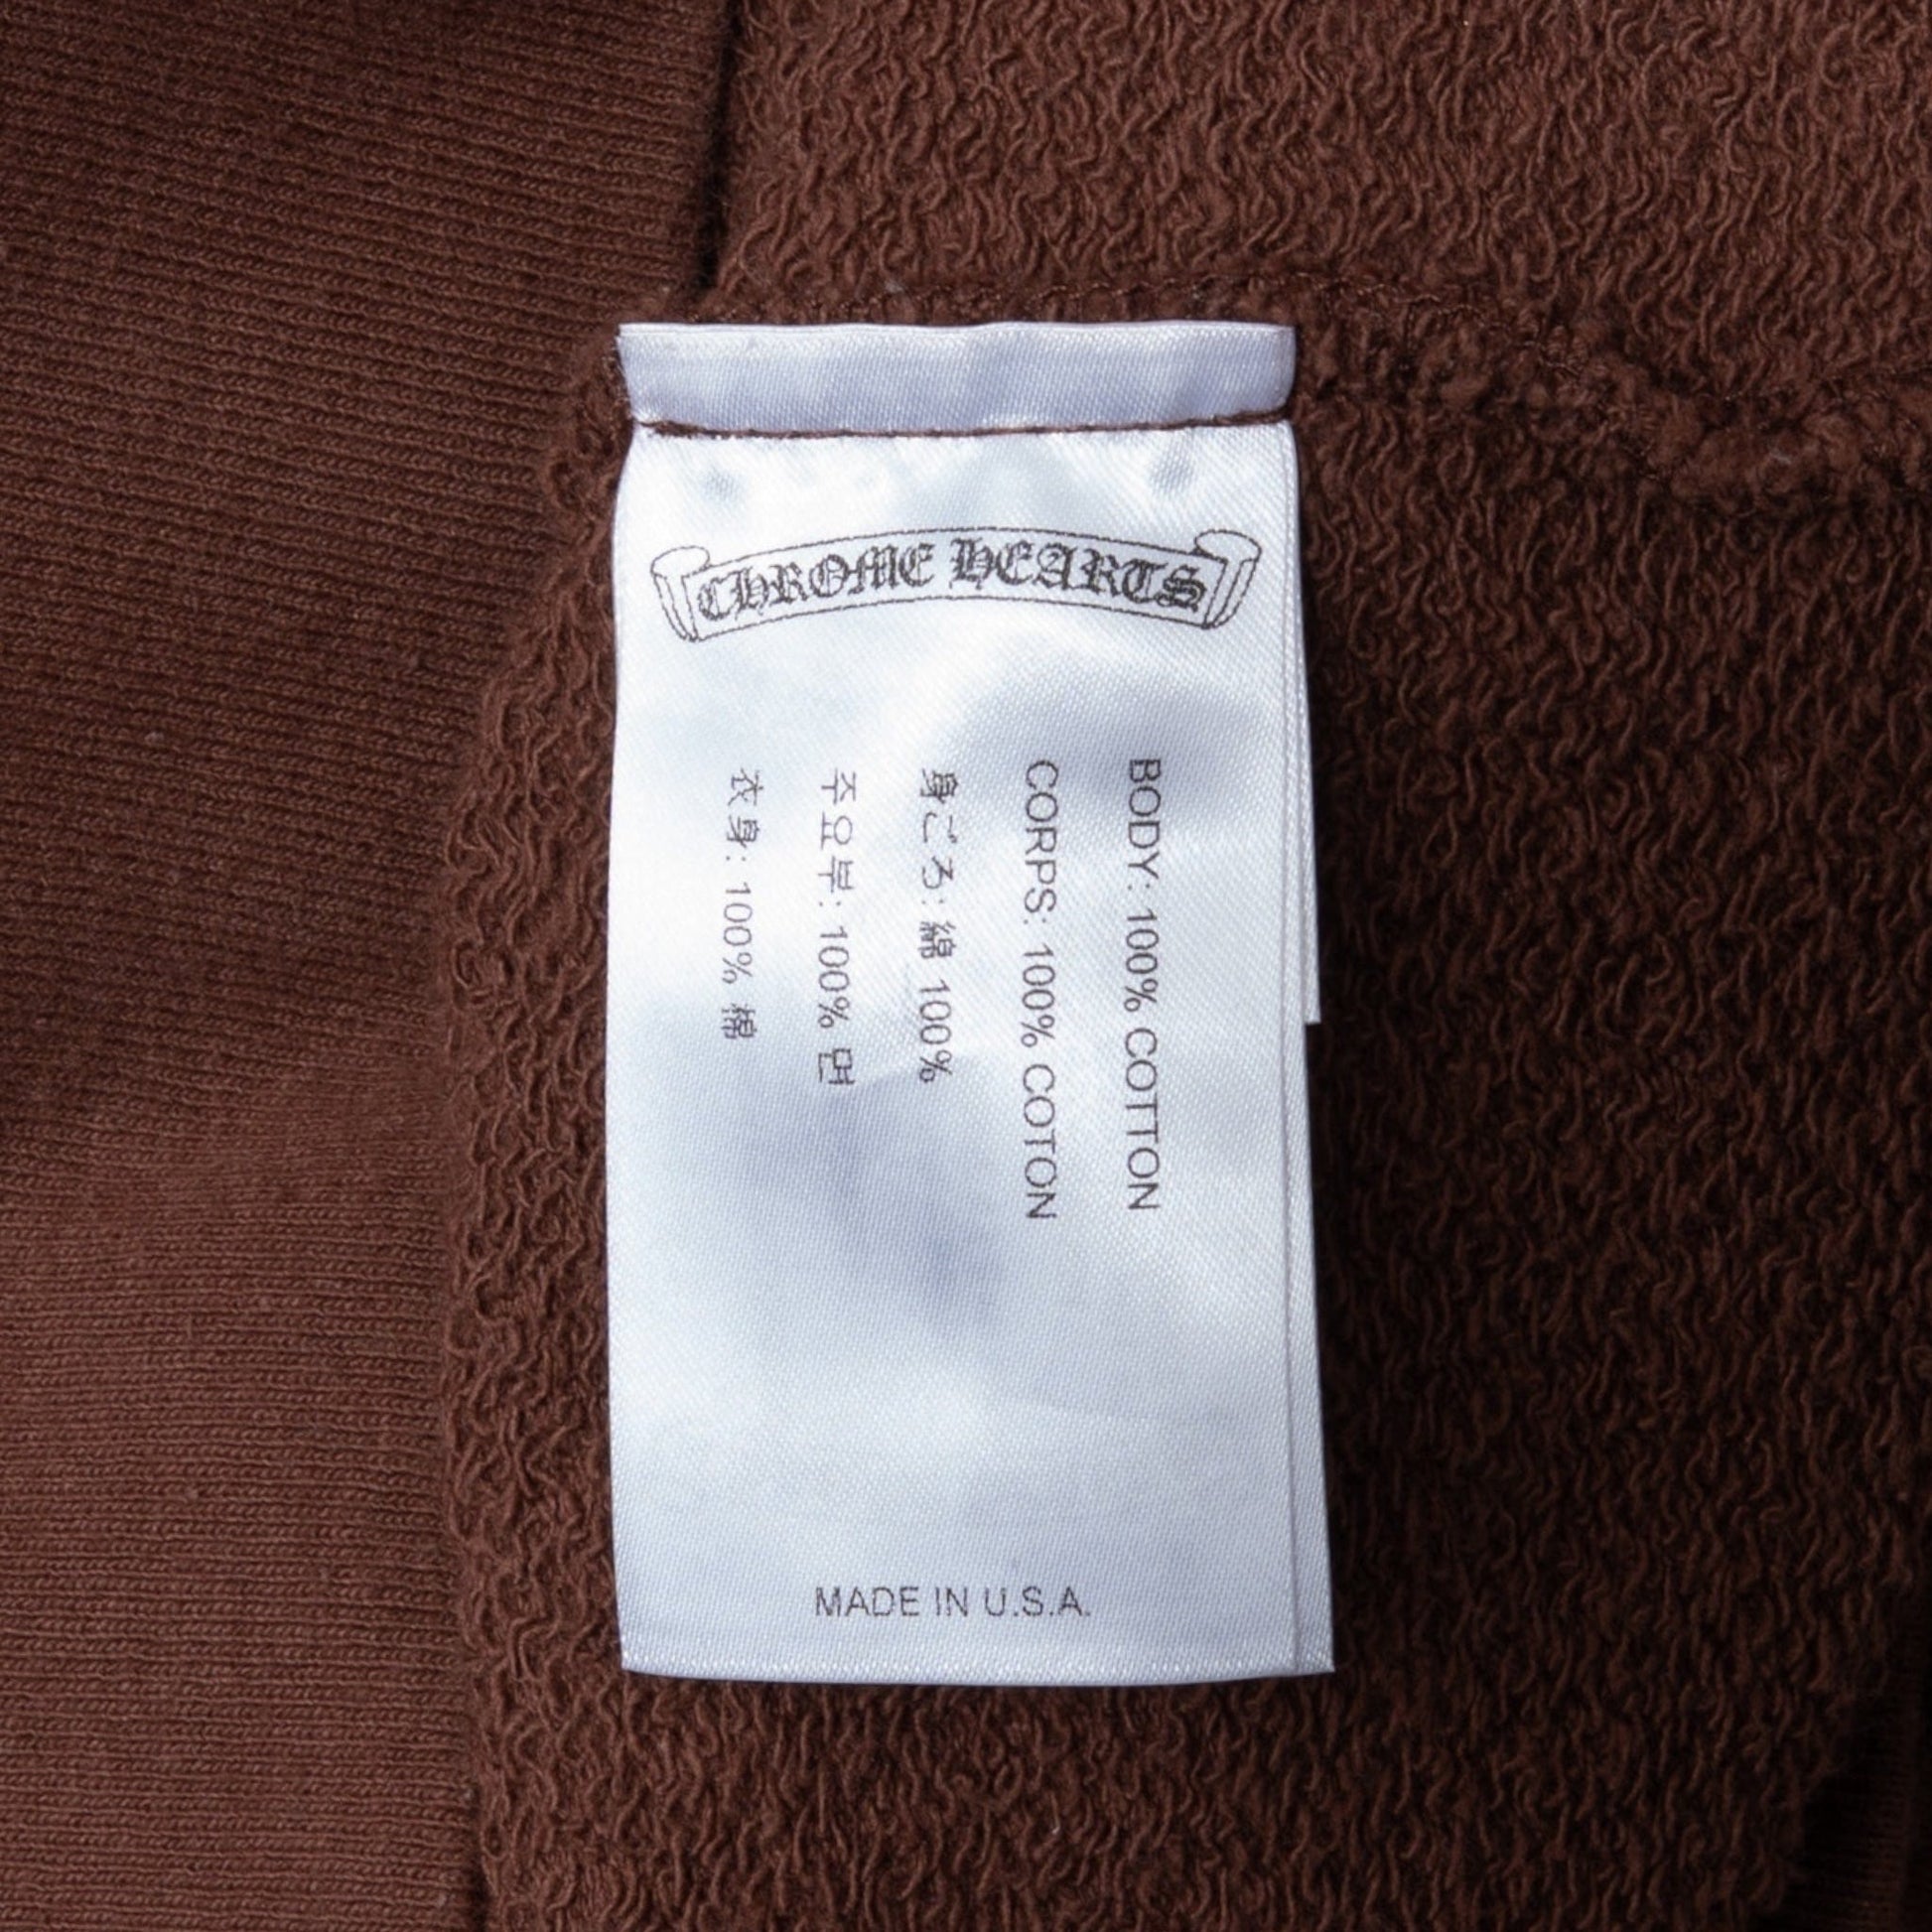 CHROME HEARTS
BODY: 100% COTTON
CORPS: 100% COTON
身ごろ: 綿 100%
주요부: 100% 면
衣身: 100% 棉
MADE IN U.S.A.